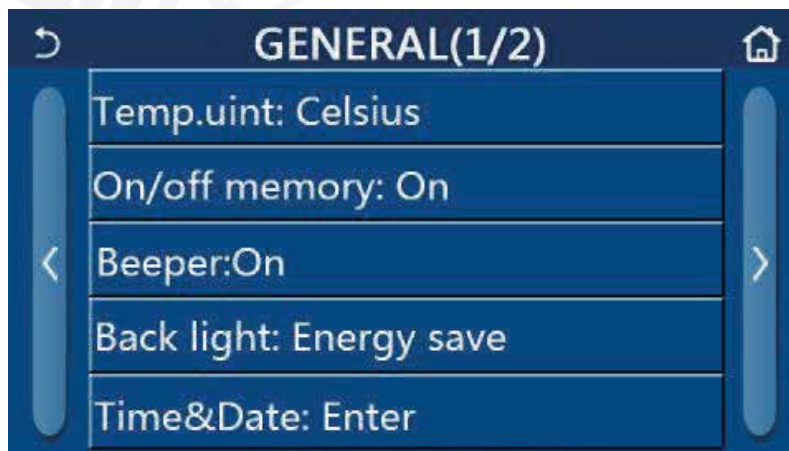 GENERAL(1/2)
Temp.uint: Celsius
On/off memory: On
Beeper:On
Back light: Energy save
Time&Date: Enter